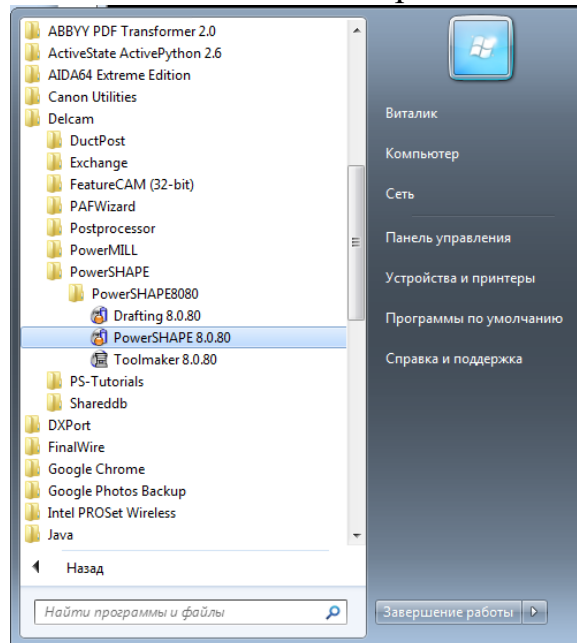 ABBYY PDF Transformer 2.0
ActiveState ActivePython 2.6
AIDA64 Extreme Edition
Canon Utilities
Delcam
DuctPost
Exchange
FeatureCAM (32-bit)
PAFWizard
Postprocessor
PowerMILL
PowerSHAPE
PowerSHAPE8080
Drafting 8.0.80
PowerSHAPE 8.0.80
Toolmaker 8.0.80
PS-Tutorials
Shareddb
DXPort
FinalWire
Google Chrome
Google Photos Backup
Intel PROSet Wireless
Java
Назад
Найти программы и файлы
Виталик
Компьютер
Сеть
Панель управления
Устройства и принтеры
Программы по умолчанию
Справка и поддержка
Завершение работы